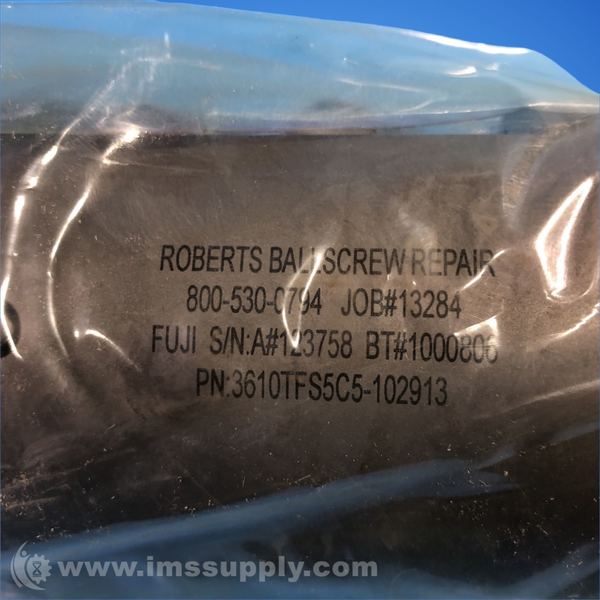 ROBERTS BALLSCREW REPAIR
800-530-0794 JOB#13284
FUJI S/N:A#123758 BT#1000806
PN:3610TFS5C5-102913
www.imssupply.com